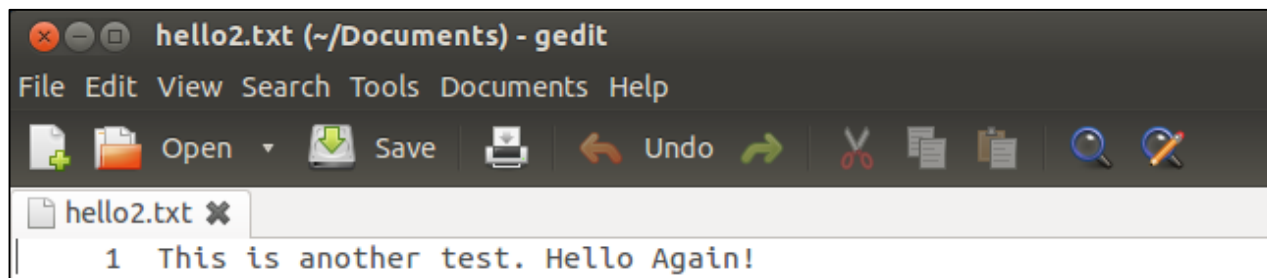 hello2.txt (~/Documents) - gedit
File Edit View Search Tools Documents Help
Open Save Undo
hello2.txt
1 This is another test. Hello Again!